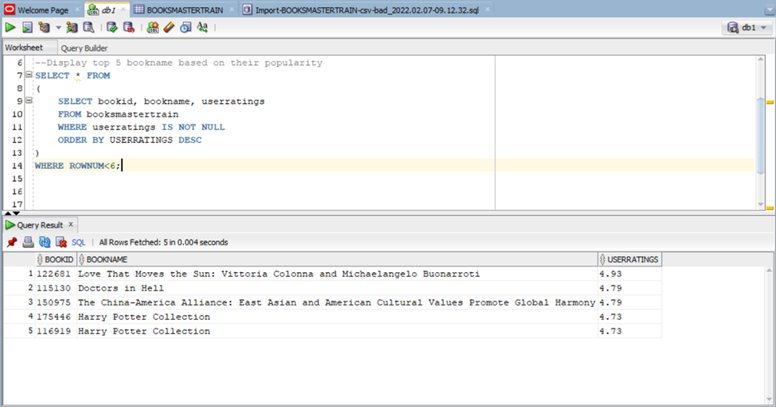 Welcome Page db1 BOOKSMASTERTRAIN Import-BOOKSMASTERTRAIN-csv-bad_2022.02.07-09.12.32.sql
Aa db1
Worksheet Query Builder
6 --Display top 5 bookname based on their popularity
7 SELECT * FROM
8 (
9 SELECT bookid, bookname, userratings
10 FROM booksmastertrain
11 WHERE userratings IS NOT NULL
12 ORDER BY USERRATINGS DESC
13 )
14 WHERE ROWNUM<6;
15
16
17
Query Result
SQL | All Rows Fetched: 5 in 0.004 seconds
BOOKID BOOKNAME USERRATINGS
1 122681 Love That Moves the Sun: Vittoria Colonna and Michaelangelo Buonarroti 4.93
2 115130 Doctors in Hell 4.79
3 150975 The China-America Alliance: East Asian and American Cultural Values Promote Global Harmony 4.79
4 175446 Harry Potter Collection 4.73
5 116919 Harry Potter Collection 4.73